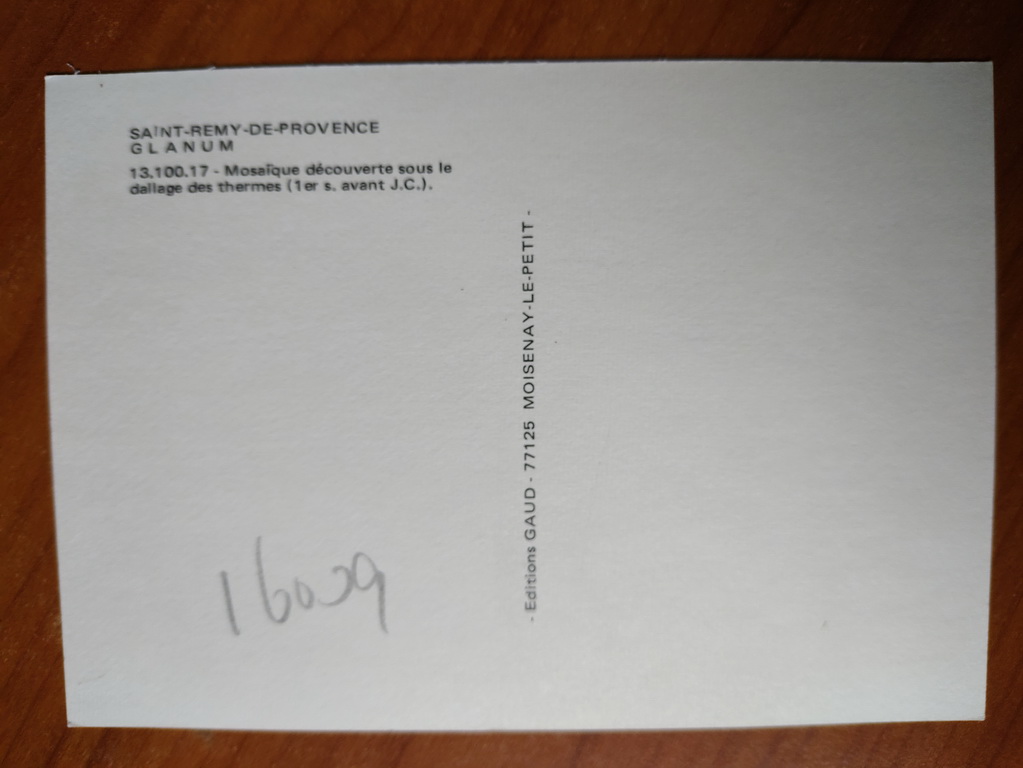 SAINT-REMY-DE-PROVENCE
GLANUM
13.100.17 - Mosaïque découverte sous le
dallage des thermes (1er s. avant J.C.).
- Editions GAUD - 77125 MOISENAY-LE-PETIT -
16009